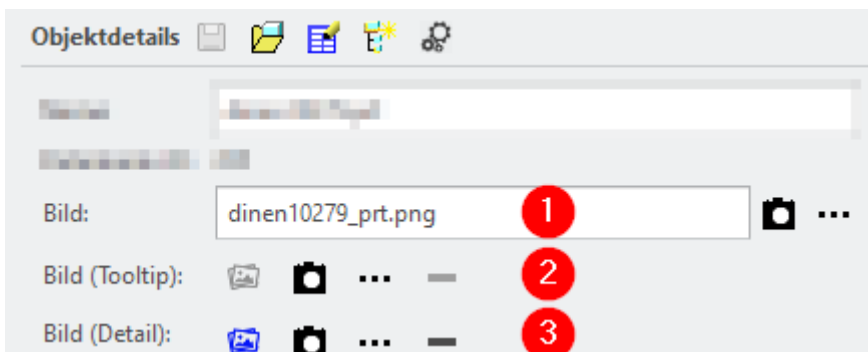 Objektdetails
Bild: dinen10279_prt.png 1
Bild (Tooltip): 2
Bild (Detail): 3